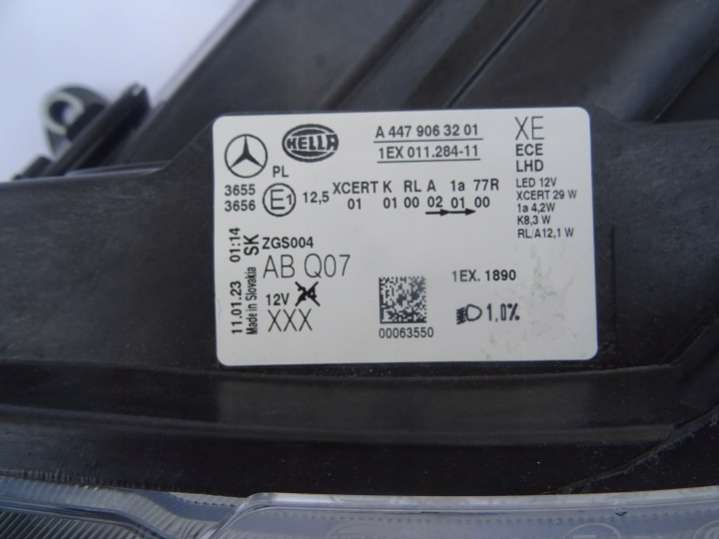 HELLA
A 447 906 32 01
1EX 011.284-11
XE
ECE
LHD
LED 12V
XCERT 29 W
1a 4,2W
K8,3 W
RL/A12,1 W
PL
3655
3656
E1
12,5
XCERT K RL A 1a 77R
01 01 00 02 01 00
11.01.23 01:14
Made in Slovakia SK
ZGS004
AB Q07
12V
XXX
00063550
1EX. 1890
1,0%